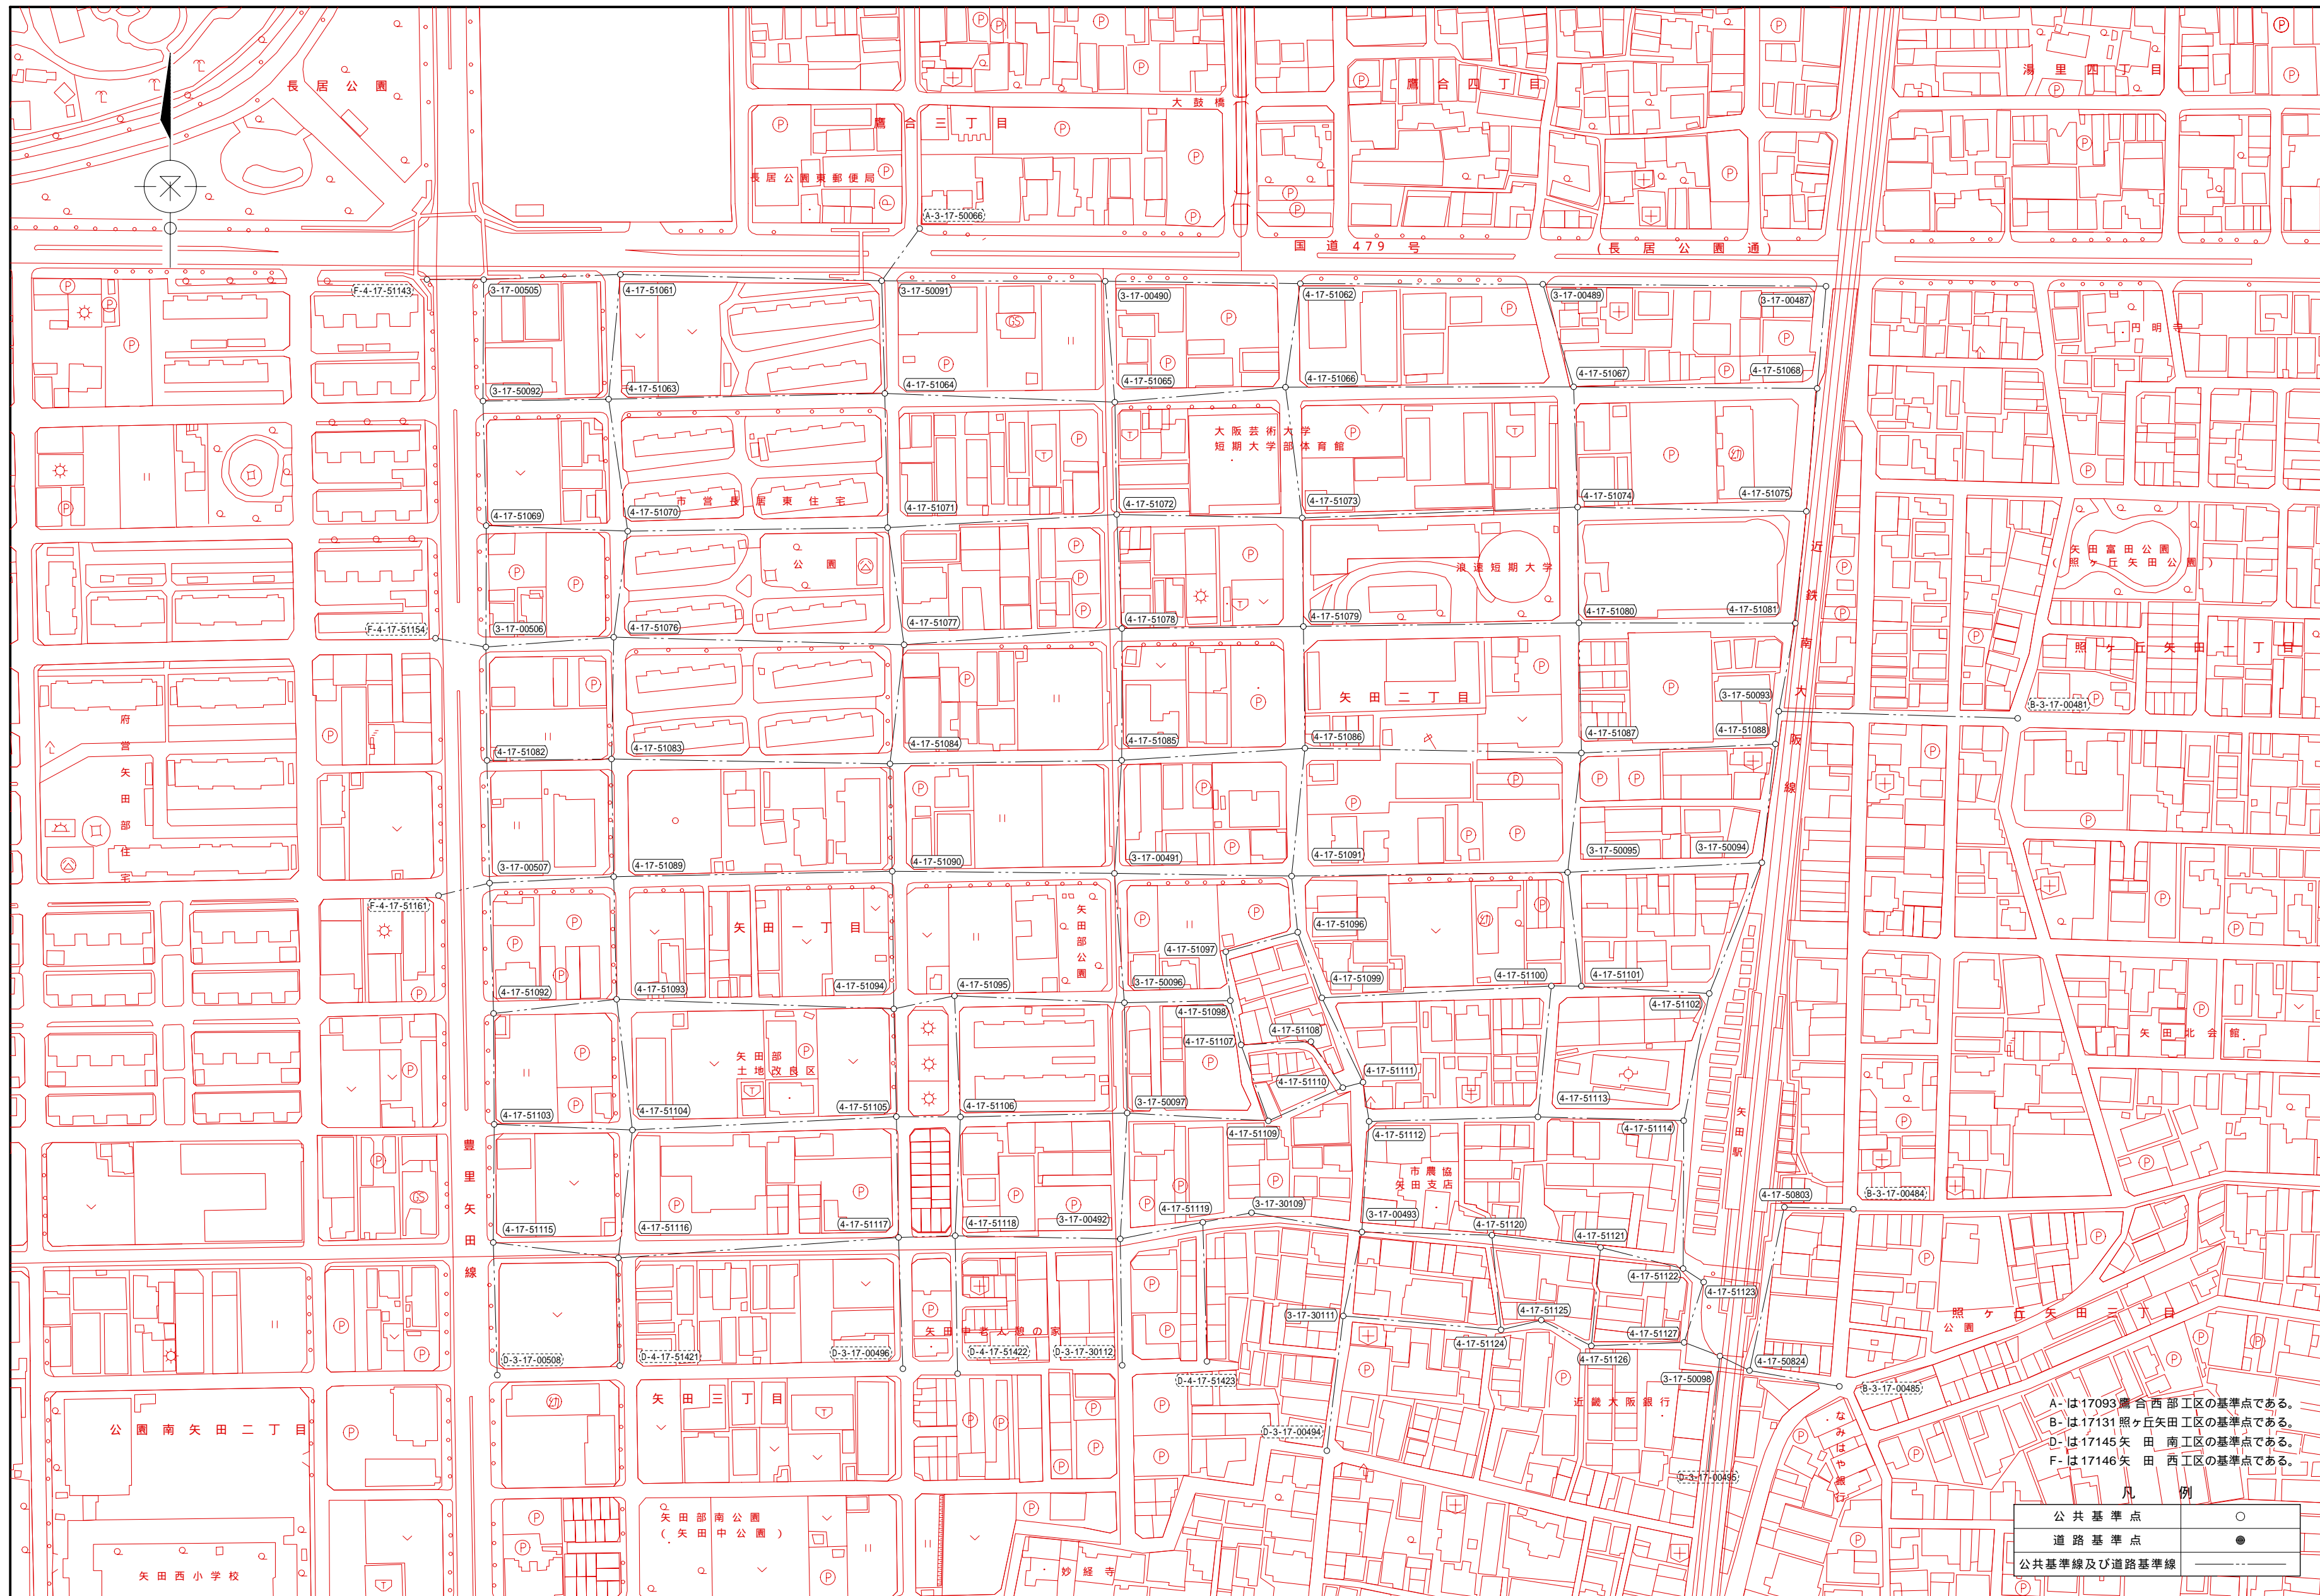 長居公園
鷹合三丁目
大鼓橋
鷹合四丁目
湯里四丁目
長居公園東郵便局
A-3-17-50066
国道479号
(長居公園通)
F-4-17-51143
3-17-00505
4-17-51061
3-17-50091
3-17-00490
4-17-51062
3-17-00489
3-17-00487
円明寺
GS
3-17-50092
4-17-51063
4-17-51064
4-17-51065
4-17-51066
4-17-51067
4-17-51068
大阪芸術大学
短期大学部体育館
幼
市営長居東住宅
4-17-51069
4-17-51070
4-17-51071
4-17-51072
4-17-51073
4-17-51074
4-17-51075
近鉄南大阪線
矢田富田公園
(照ヶ丘矢田公園)
公園
浪速短期大学
F-4-17-51154
3-17-00506
4-17-51076
4-17-51077
4-17-51078
4-17-51079
4-17-51080
4-17-51081
照ヶ丘矢田一丁目
矢田二丁目
3-17-50093
B-3-17-00481
府営矢田部住宅
4-17-51082
4-17-51083
4-17-51084
4-17-51085
4-17-51086
4-17-51087
4-17-51088
3-17-00507
4-17-51089
4-17-51090
3-17-00491
4-17-51091
3-17-50095
3-17-50094
F-4-17-51161
矢田一丁目
矢田部公園
4-17-51096
幼
4-17-51097
4-17-51092
4-17-51093
4-17-51094
4-17-51095
3-17-50096
4-17-51099
4-17-51100
4-17-51101
4-17-51102
4-17-51098
4-17-51108
4-17-51107
矢田北会館
矢田部
土地改良区
4-17-51110
4-17-51111
4-17-51103
4-17-51104
4-17-51105
4-17-51106
3-17-50097
4-17-51113
矢田駅
4-17-51109
4-17-51112
4-17-51114
豊里矢田線
GS
市農協
矢田支店
4-17-50803
B-3-17-00484
4-17-51115
4-17-51116
4-17-51117
4-17-51118
3-17-00492
4-17-51119
3-17-30109
3-17-00493
4-17-51120
4-17-51121
4-17-51122
4-17-51123
3-17-30111
4-17-51125
照ヶ丘矢田三丁目
公園
矢田中老人憩の家
4-17-51124
4-17-51127
4-17-51126
4-17-50824
D-3-17-00508
D-4-17-51421
D-3-17-00496
D-4-17-51422
D-3-17-30112
D-4-17-51423
3-17-50098
B-3-17-00485
公園南矢田二丁目
幼
矢田三丁目
近畿大阪銀行
D-3-17-00494
なみはや銀行
D-3-17-00495
A-は17093鷹合西部工区の基準点である。
B-は17131照ヶ丘矢田工区の基準点である。
D-は17145矢田南工区の基準点である。
F-は17146矢田西工区の基準点である。
矢田部南公園
(矢田中公園)
矢田西小学校
妙経寺
凡例
公共基準点
道路基準点
公共基準線及び道路基準線